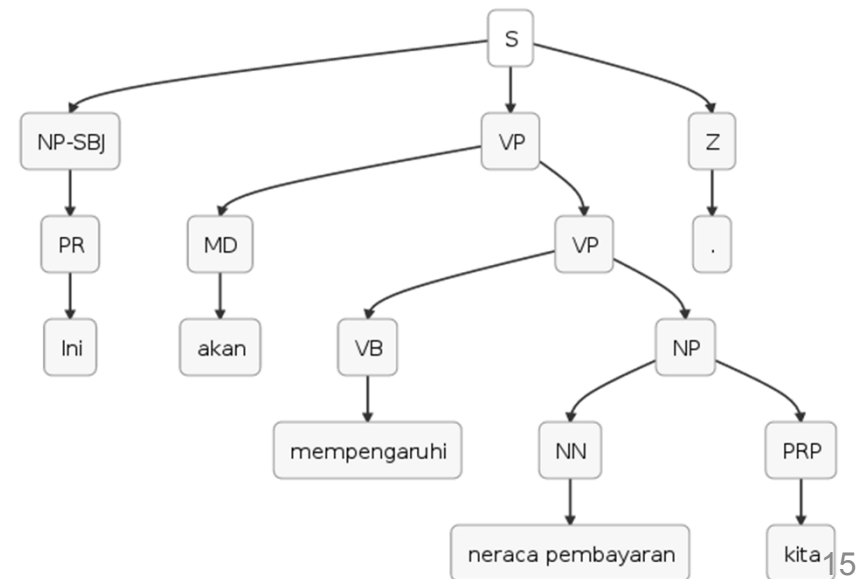 S
NP-SBJ VP Z
PR MD VP .
Ini akan VB NP
mempengaruhi NN PRP
neraca pembayaran kita
15